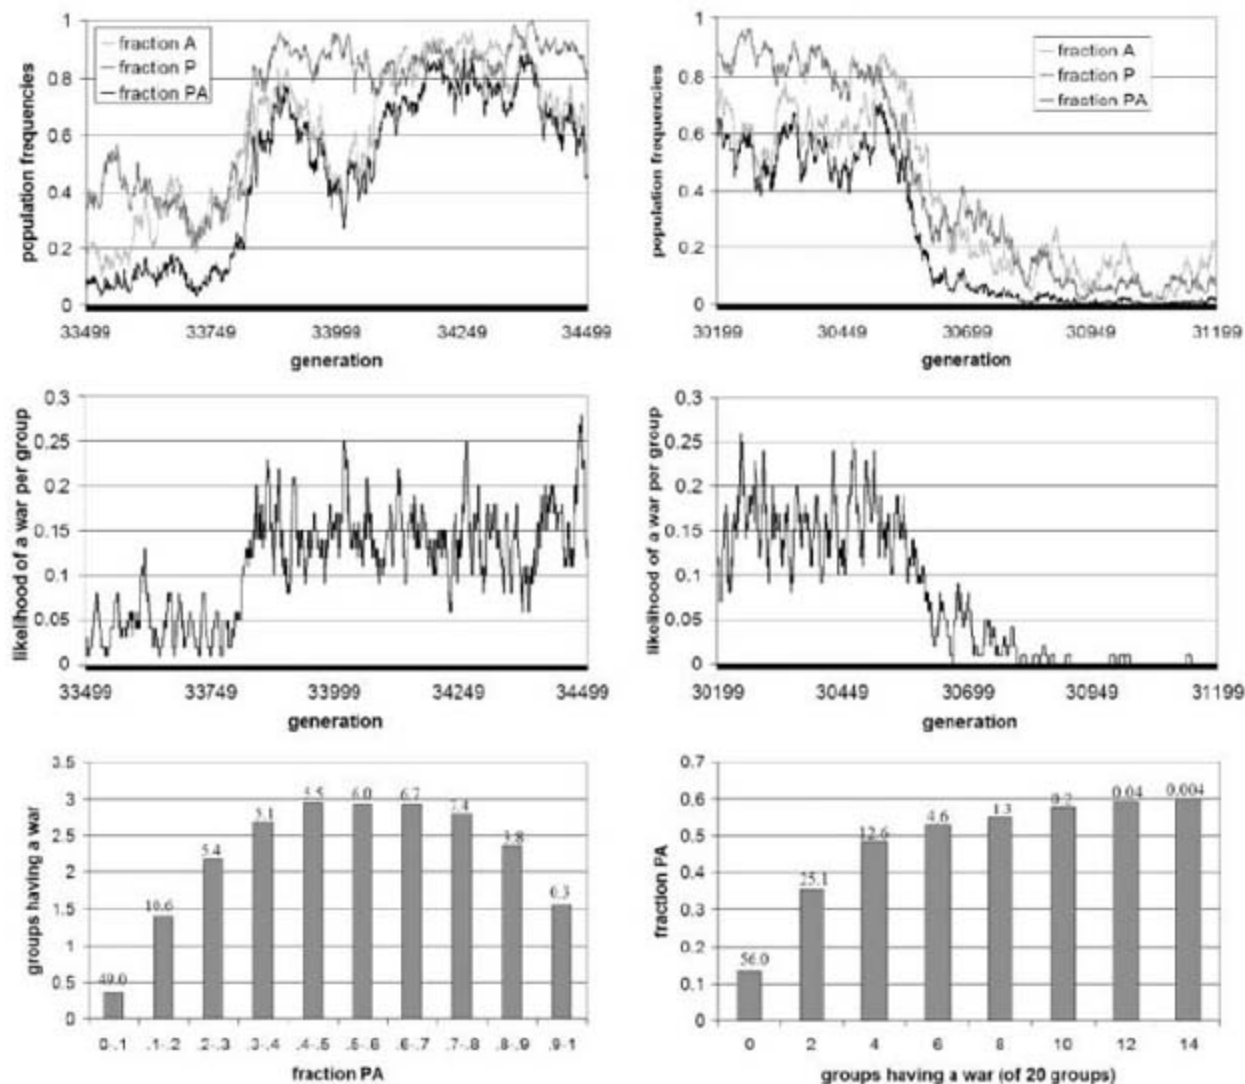 1
0.8
0.6
0.4
0.2
0
population frequencies
fraction A
fraction P
fraction PA
33499 33749 33999 34249 34499
generation
1
0.8
0.6
0.4
0.2
0
population frequencies
fraction A
fraction P
fraction PA
30199 30449 30699 30949 31199
generation
0.3
0.25
0.2
0.15
0.1
0.05
0
likelihood of a war per group
33499 33749 33999 34249 34499
generation
0.3
0.25
0.2
0.15
0.1
0.05
0
likelihood of a war per group
30199 30449 30699 30949 31199
generation
3.5
3
2.5
2
1.5
1
0.5
0
groups having a war
49.0 10.6 5.4 5.1 5.5 6.0 6.7 7.4 3.8 0.3
0-.1 .1-.2 .2-.3 .3-.4 .4-.5 .5-.6 .6-.7 .7-.8 .8-.9 .9-1
fraction PA
0.7
0.6
0.5
0.4
0.3
0.2
0.1
0
fraction PA
56.0 25.1 12.6 4.6 1.3 0.2 0.04 0.004
0 2 4 6 8 10 12 14
groups having a war (of 20 groups)